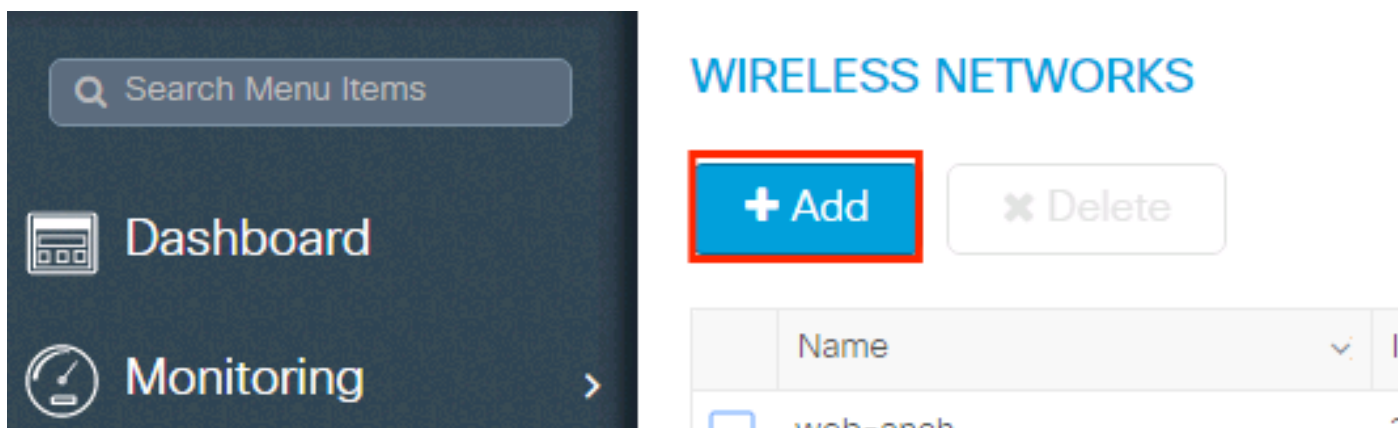 Search Menu Items
Dashboard
Monitoring
WIRELESS NETWORKS
Add
Delete
Name